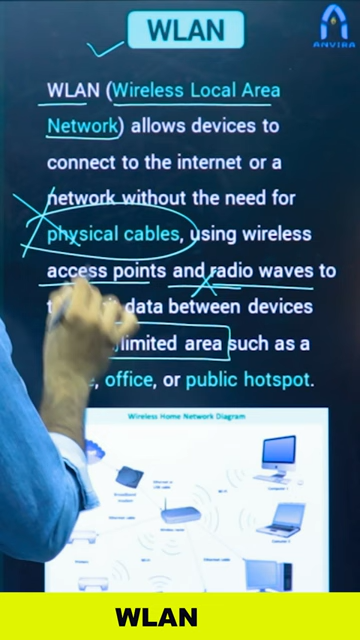 WLAN
ANVIRA
WLAN (Wireless Local Area
Network) allows devices to
connect to the internet or a
network without the need for
physical cables, using wireless
access points and radio waves to
data between devices
limited area such as a
office, or public hotspot.
Wireless Home Network Diagram
WLAN